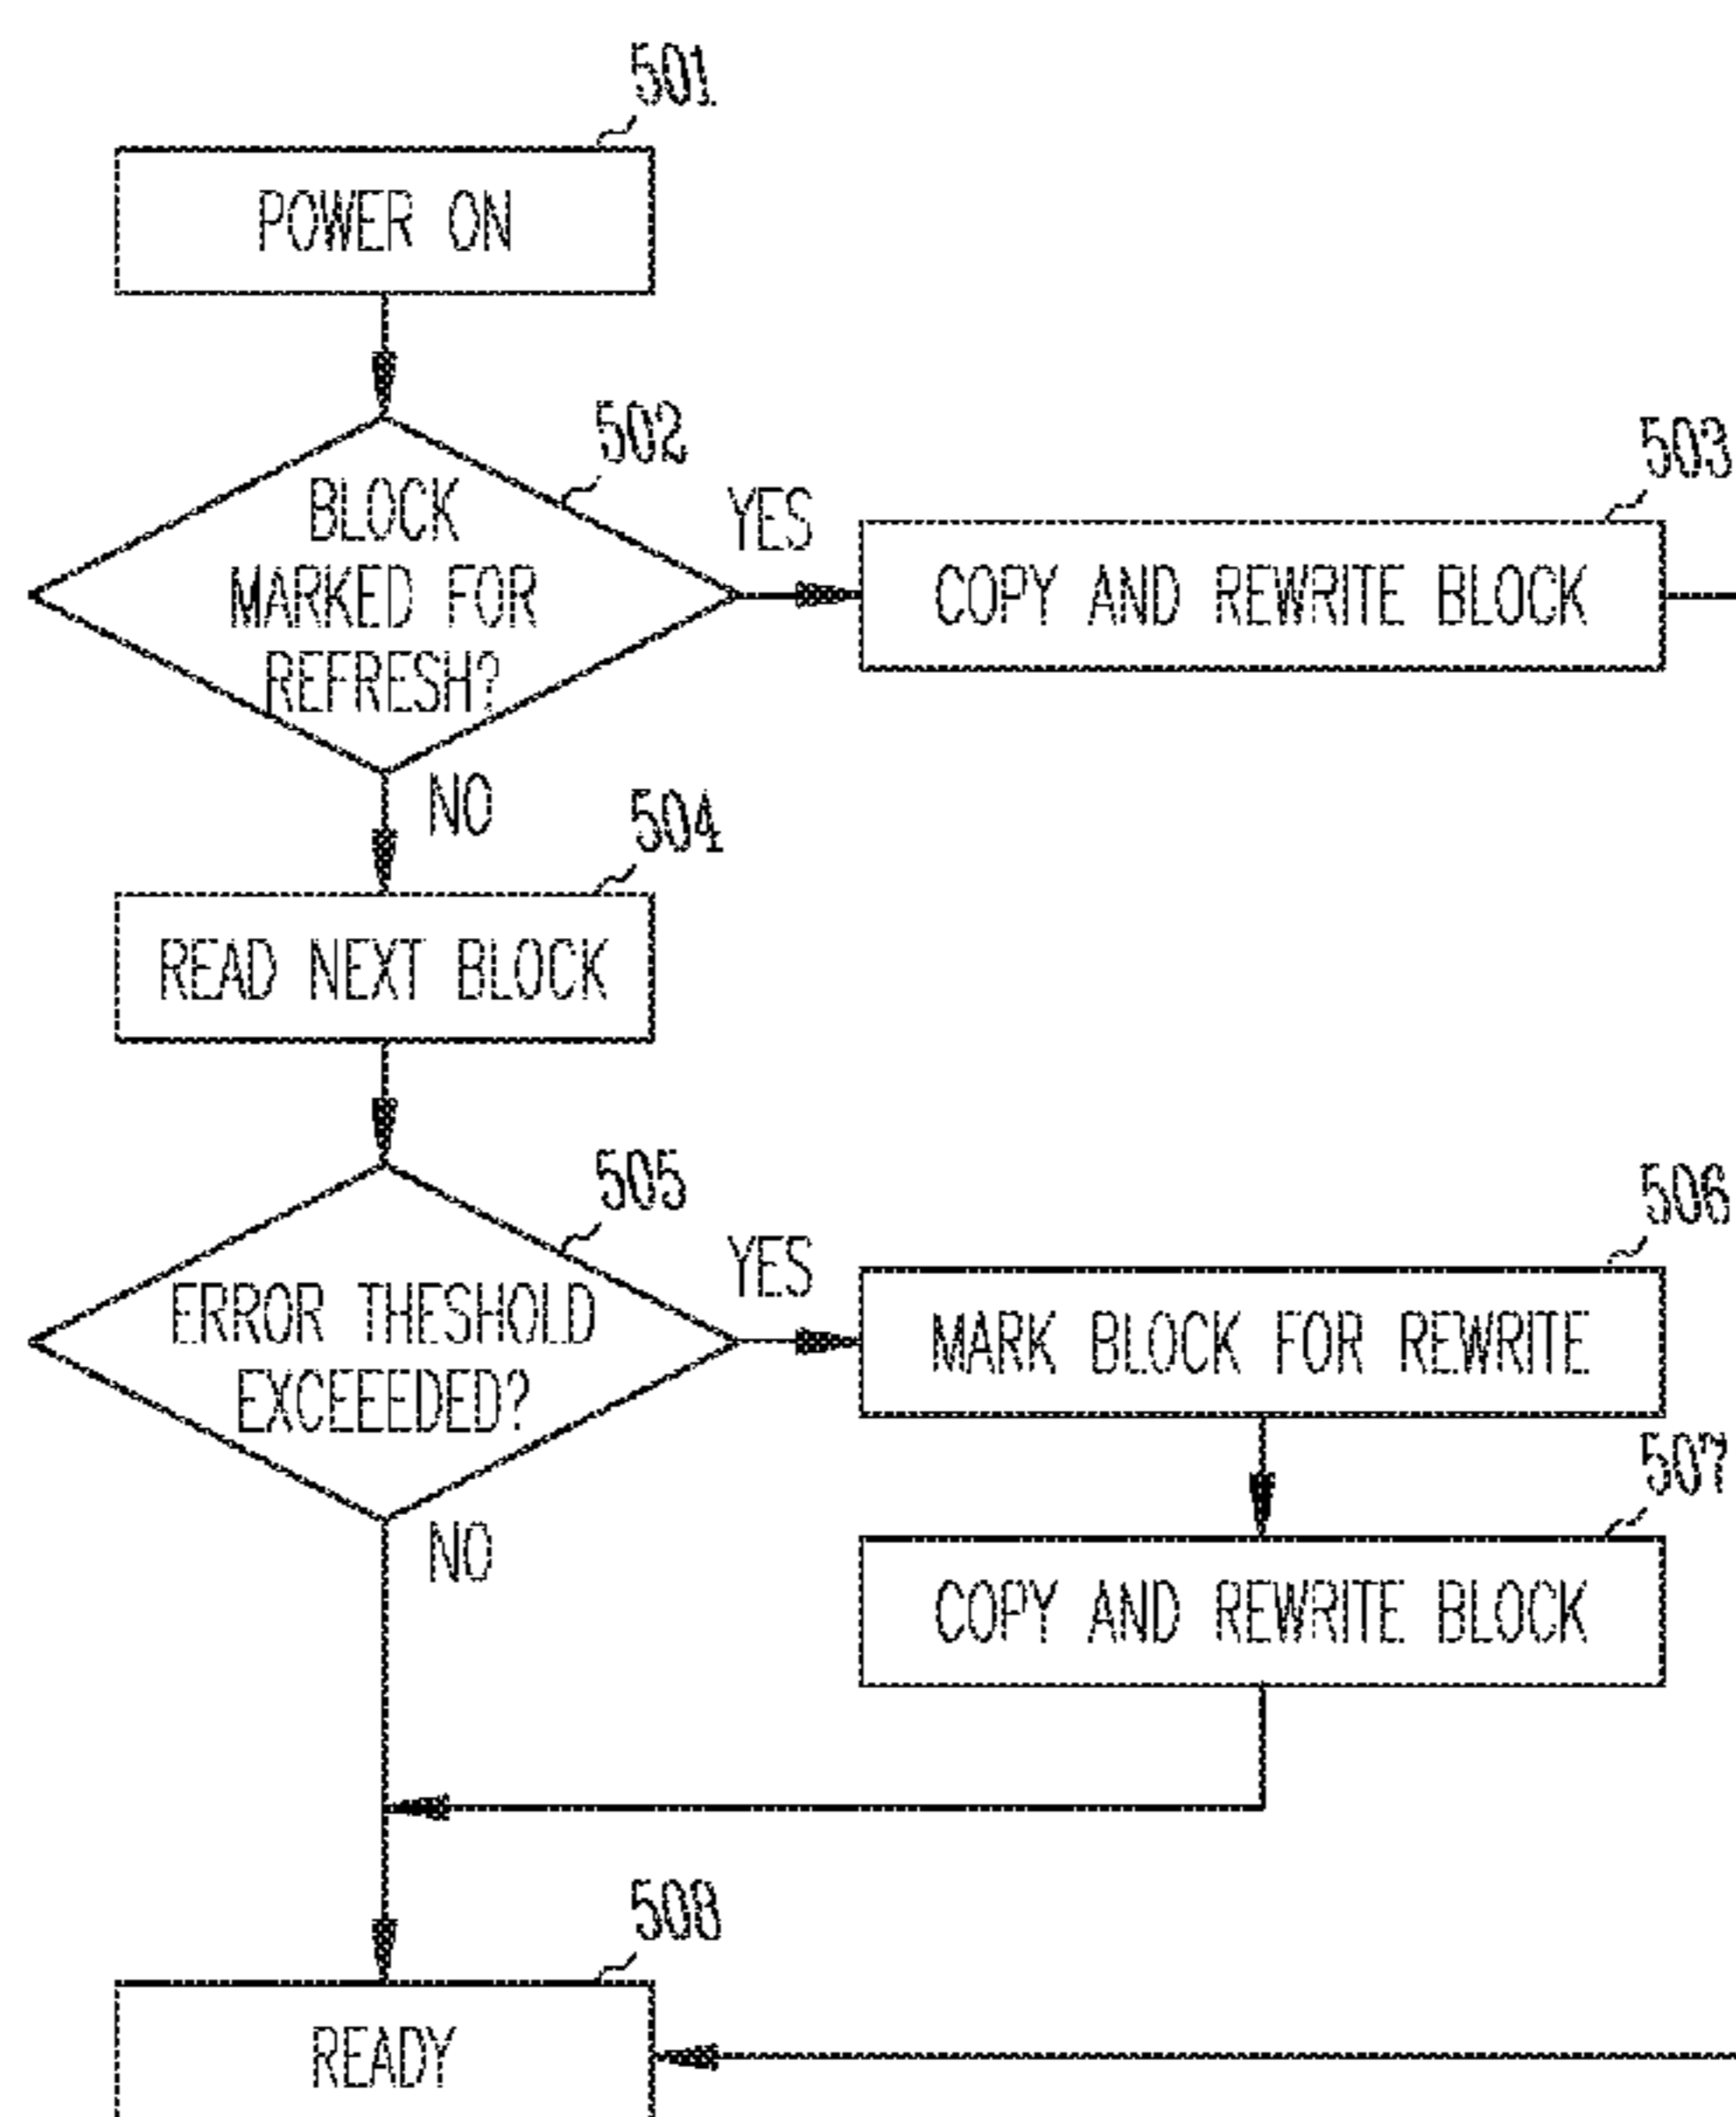 501
POWER ON
502
BLOCK
MARKED FOR
REFRESH?
YES
503
COPY AND REWRITE BLOCK
NO
504
READ NEXT BLOCK
505
ERROR THESHOLD
EXCEEEDED?
YES
506
MARK BLOCK FOR REWRITE
507
COPY AND REWRITE BLOCK
NO
508
READY